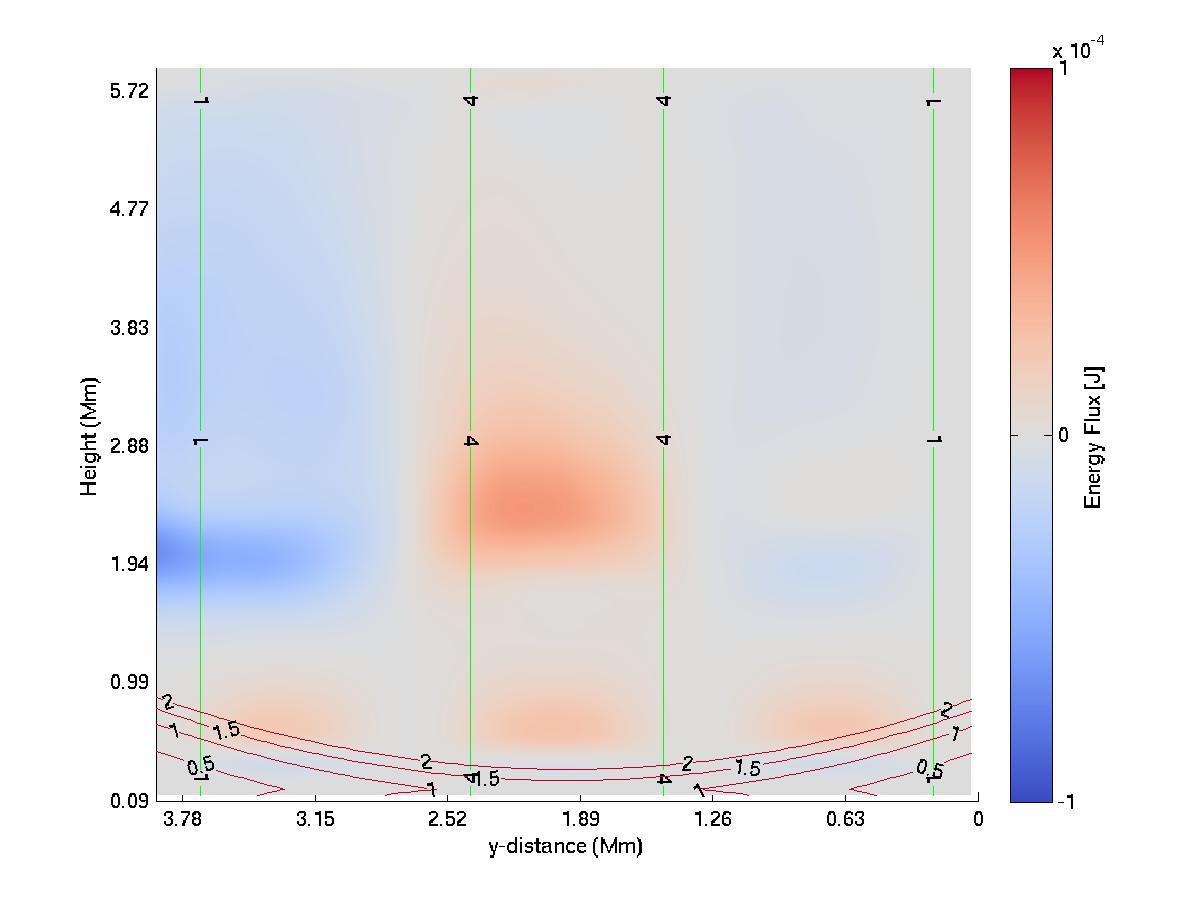 x 10-4
1
5.72
1 4 4 1
4.77
3.83
Height (Mm)
2.88
1 4 4 1
0
Energy Flux [J]
1.94
0.99
2 2
1 1.5 1
2 2
0.5 1.5 0.5
1 4 1.5 4 1
1 1
0.09
-1
3.78 3.15 2.52 1.89 1.26 0.63 0
y-distance (Mm)